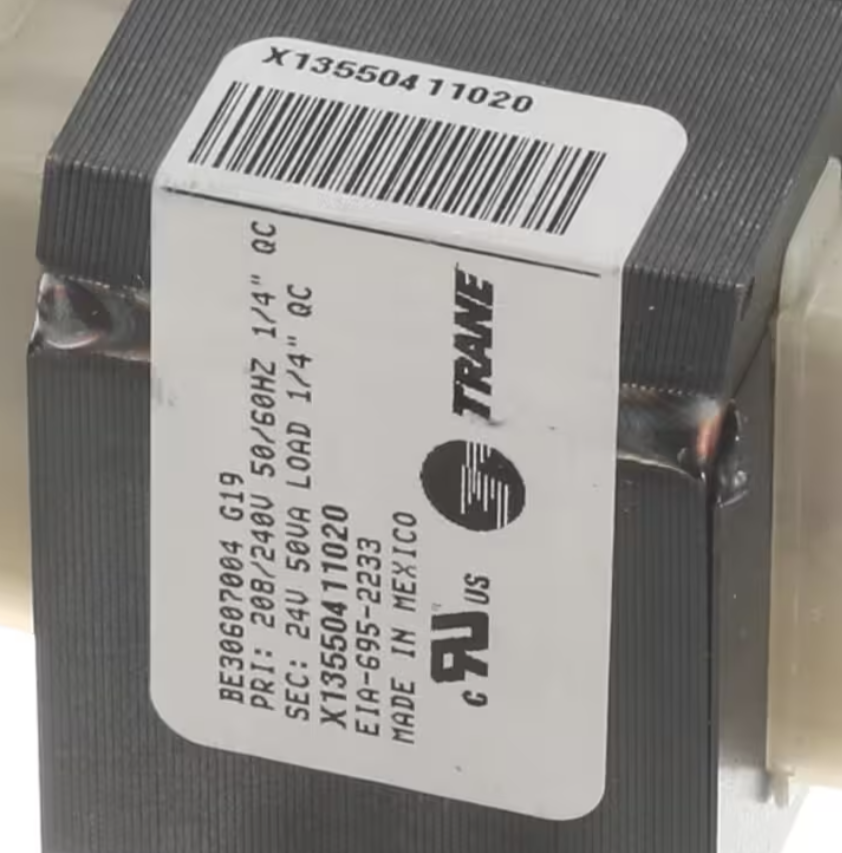 X13550411020
BE30607004 G19
PRI: 208/240V 50/60HZ 1/4" QC
SEC: 24V 50VA LOAD 1/4" QC
X13550411020
EIA-695-2233
MADE IN MEXICO
TRANE
c RU US